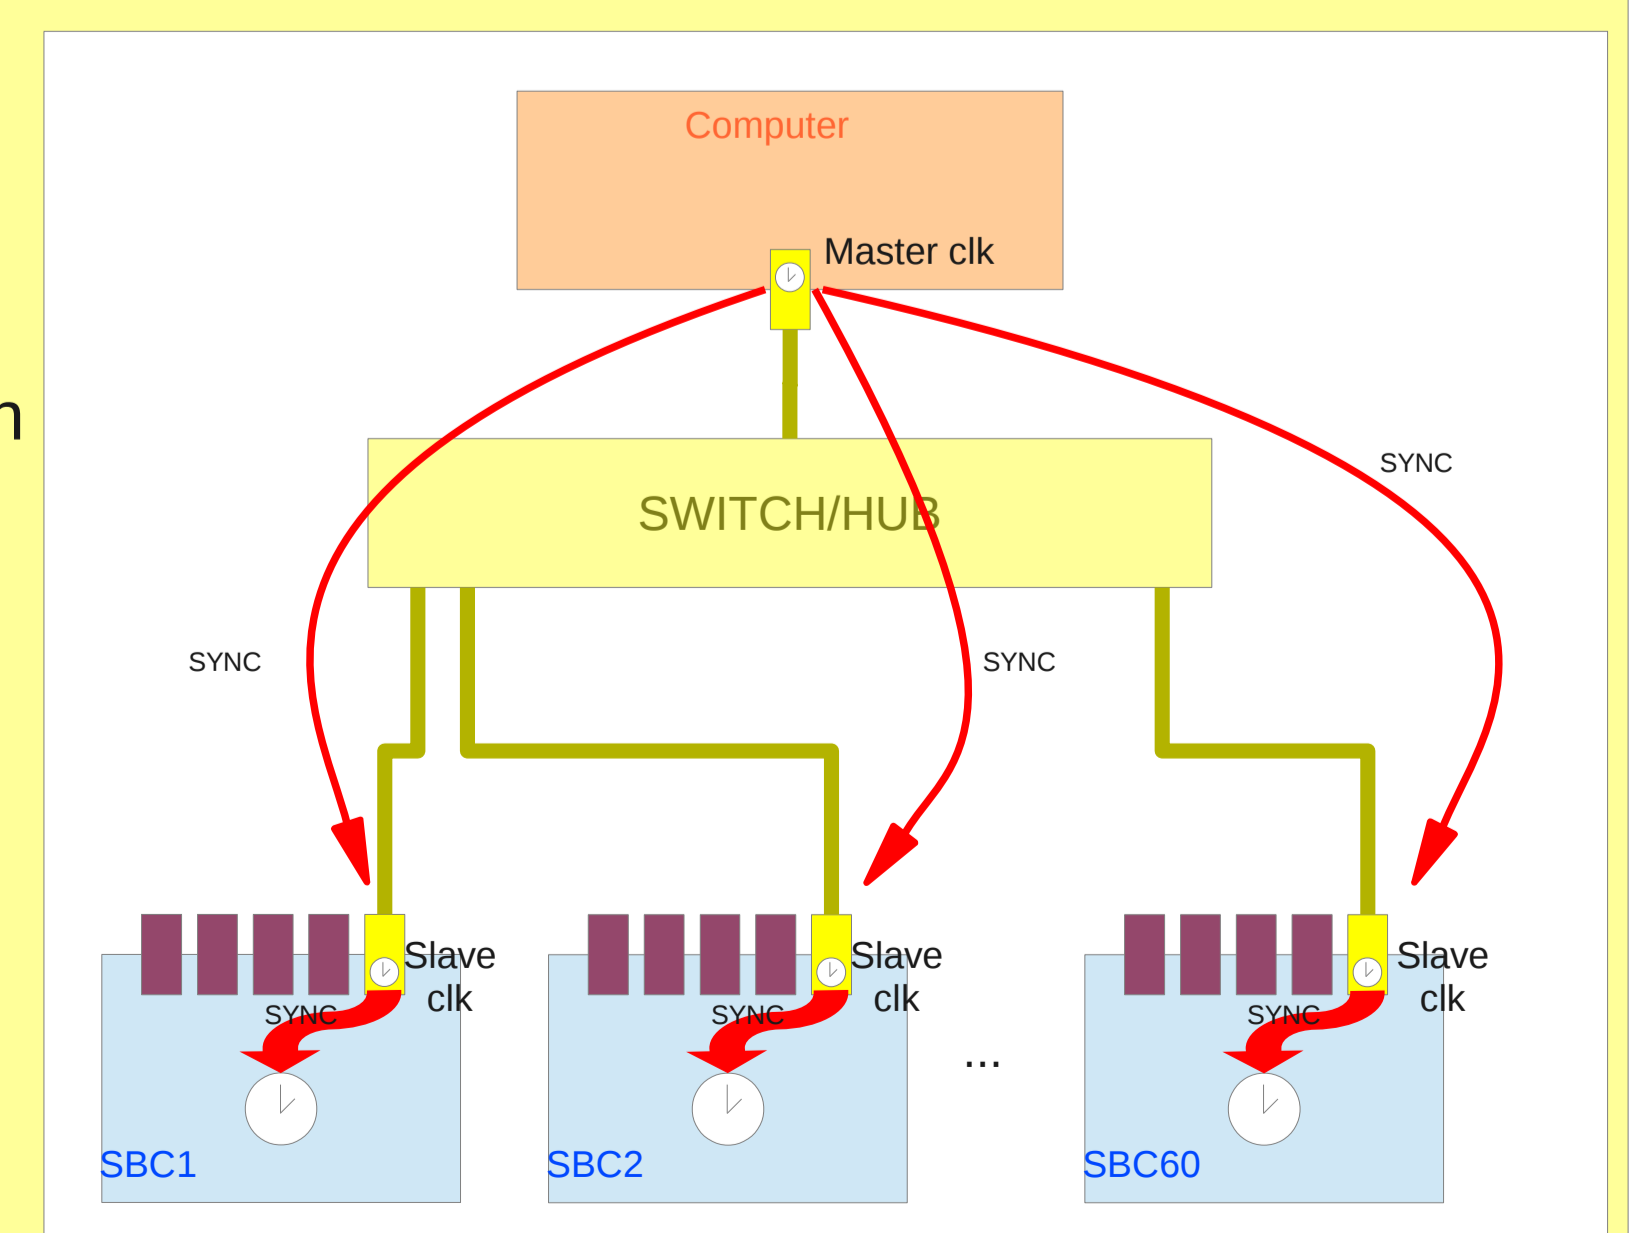 Computer
Master clk
n
SYNC
SWITCH/HUB
SYNC
SYNC
Slave
clk
Slave
clk
Slave
clk
SYNC
SYNC
SYNC
...
SBC1
SBC2
SBC60